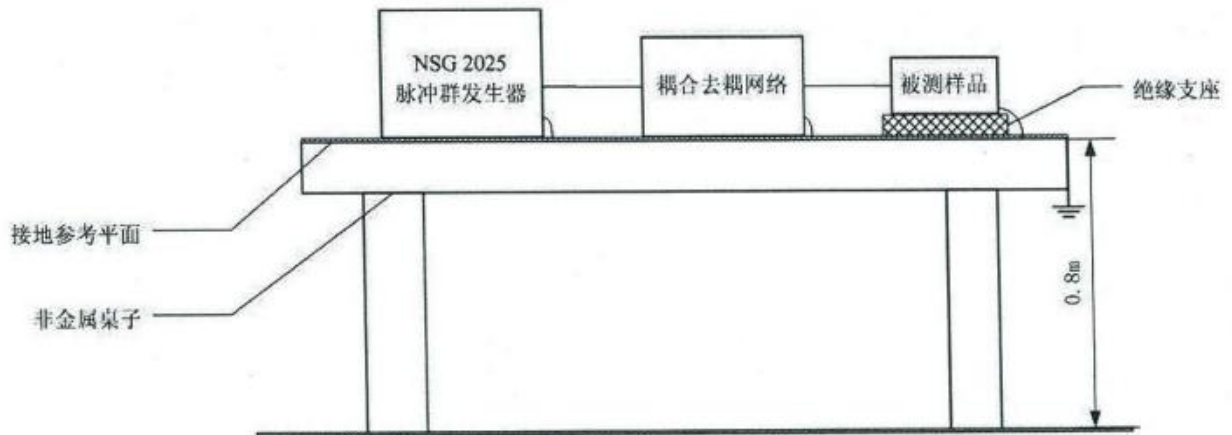 NSG 2025
脉冲群发生器
耦合去耦网络
被测样品
绝缘支座
接地参考平面
非金属桌子
0.8m